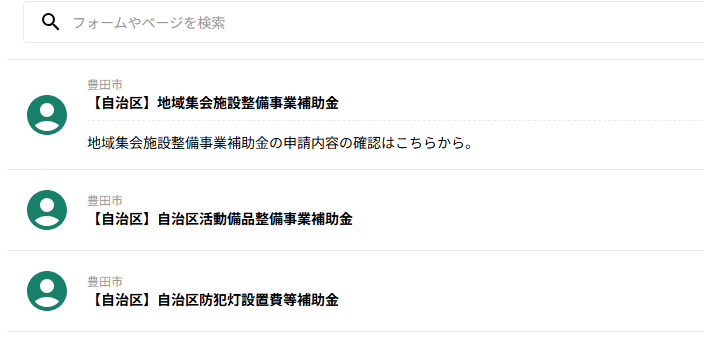 フォームやページを検索
豊田市
【自治区】地域集会施設整備事業補助金
地域集会施設整備事業補助金の申請内容の確認はこちらから。
豊田市
【自治区】自治区活動備品整備事業補助金
豊田市
【自治区】自治区防犯灯設置費等補助金